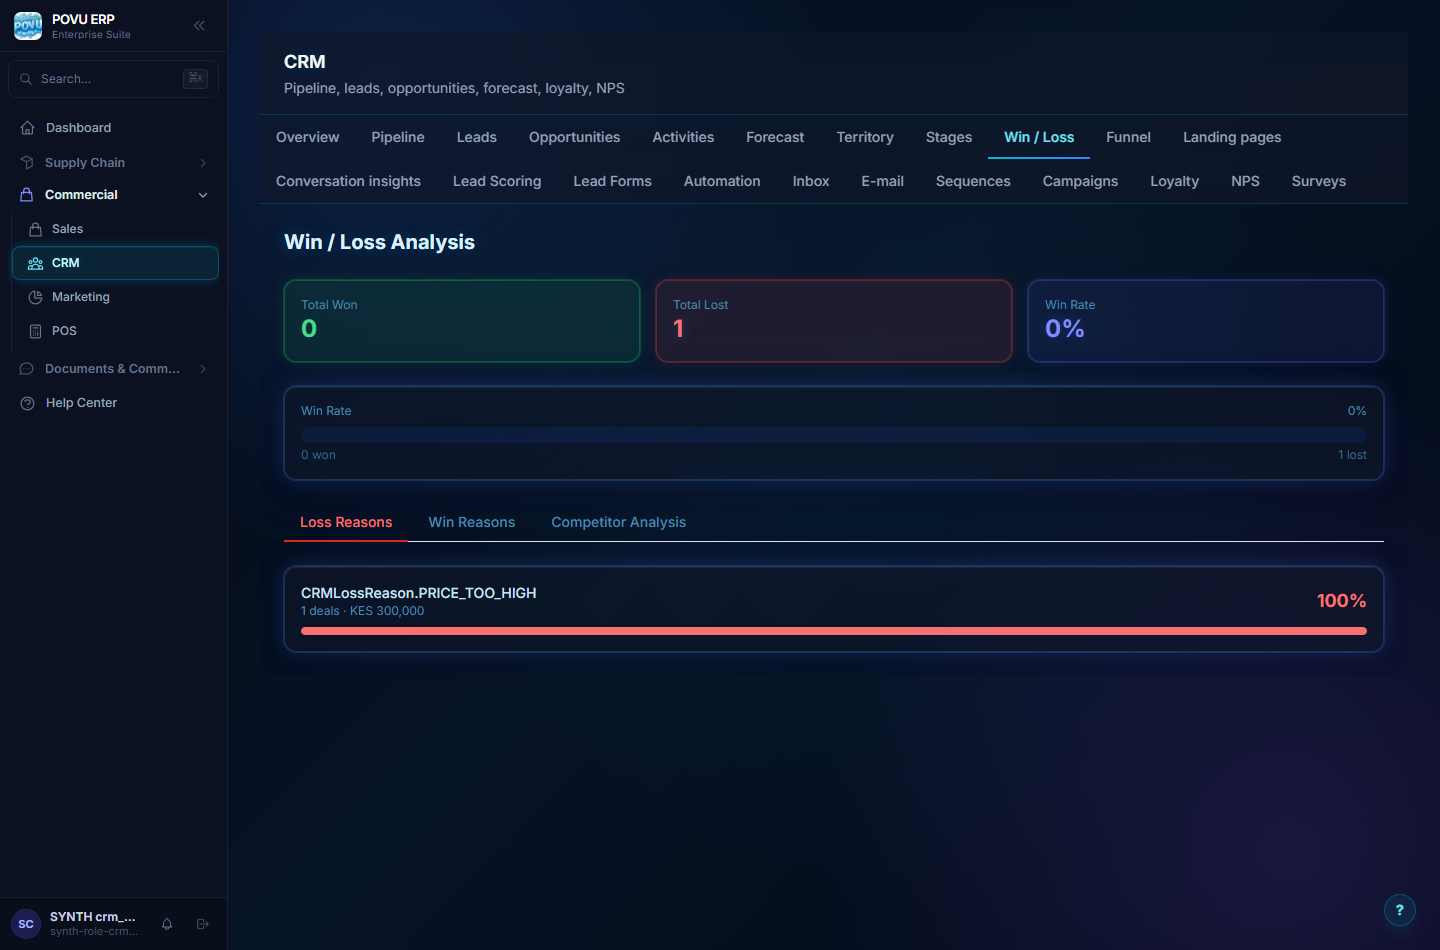 POVU ERP
Enterprise Suite
Search...
⌘K
Dashboard
Supply Chain
Commercial
Sales
CRM
Marketing
POS
Documents & Comm...
Help Center
SC
SYNTH crm_...
synth-role-crm...
CRM
Pipeline, leads, opportunities, forecast, loyalty, NPS
Overview Pipeline Leads Opportunities Activities Forecast Territory Stages Win / Loss Funnel Landing pages
Conversation insights Lead Scoring Lead Forms Automation Inbox E-mail Sequences Campaigns Loyalty NPS Surveys
Win / Loss Analysis
Total Won
0
Total Lost
1
Win Rate
0%
Win Rate 0%
0 won 1 lost
Loss Reasons Win Reasons Competitor Analysis
CRMLossReason.PRICE_TOO_HIGH
1 deals · KES 300,000
100%
?